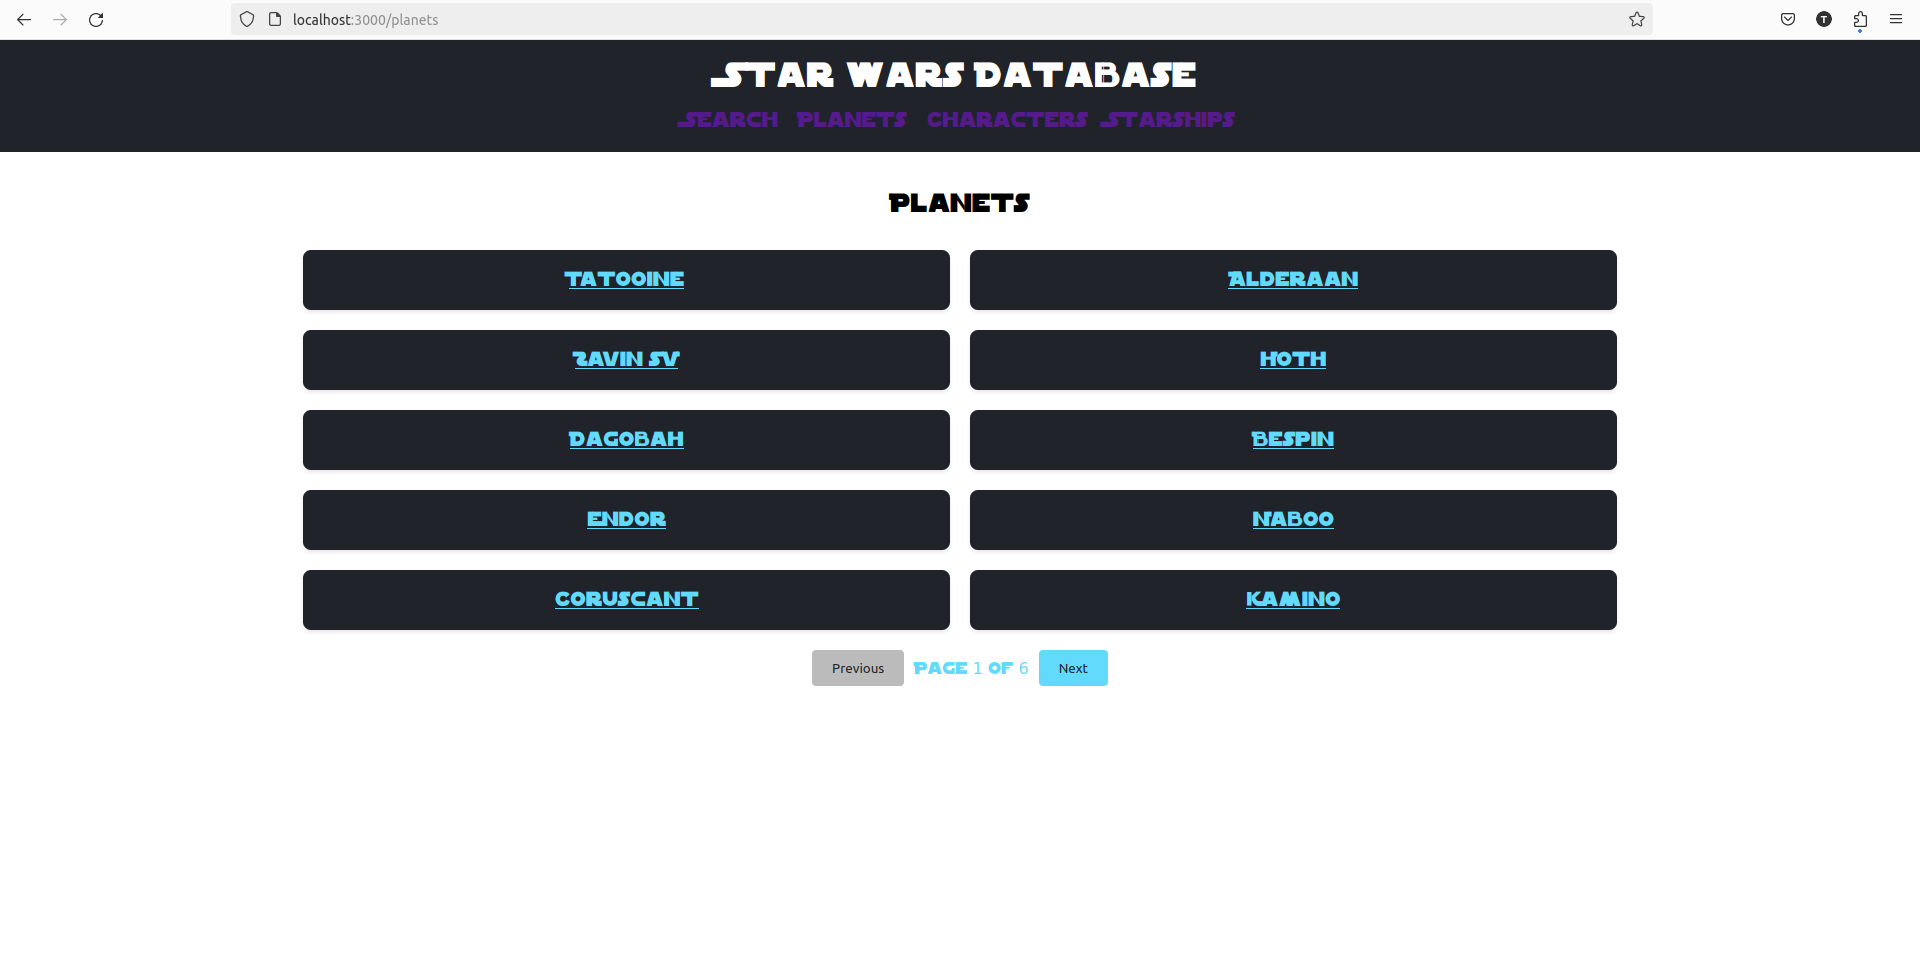 localhost:3000/planets
Star Wars Database
Search Planets Characters Starships
Planets
Tatooine Alderaan
Yavin IV Hoth
Dagobah Bespin
Endor Naboo
Coruscant Kamino
Previous Page 1 of 6 Next